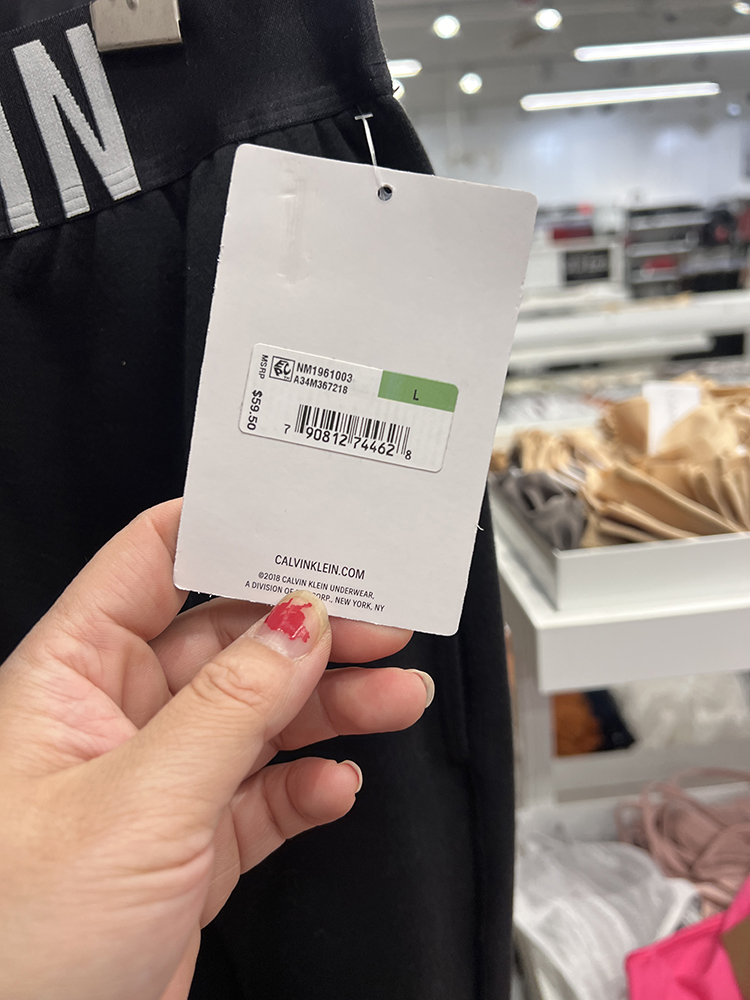 IN
NM1961003
A34M367218
L
MSRP $59.50
7 90812 74462 8
CALVINKLEIN.COM
©2018 CALVIN KLEIN UNDERWEAR,
A DIVISION OF CORP., NEW YORK, NY